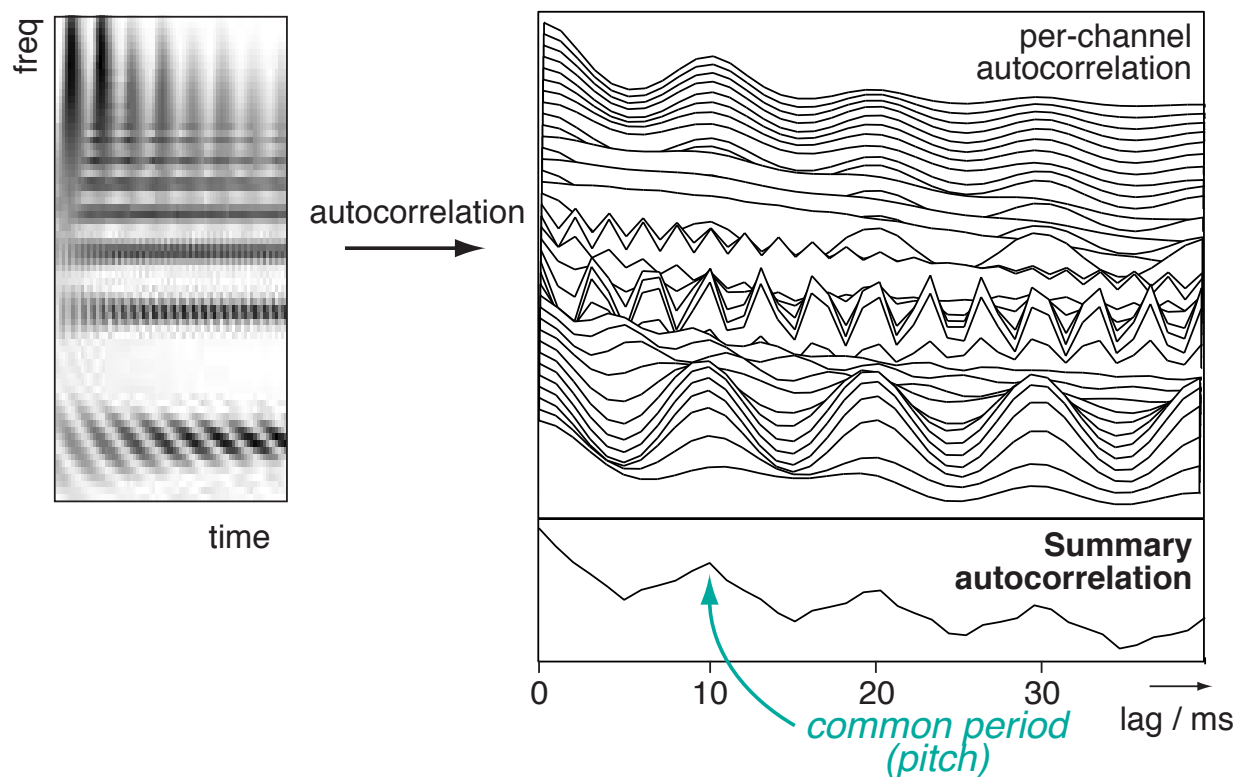 freq
time
autocorrelation
per-channel
autocorrelation
Summary
autocorrelation
0
10
20
30
lag / ms
common period
(pitch)